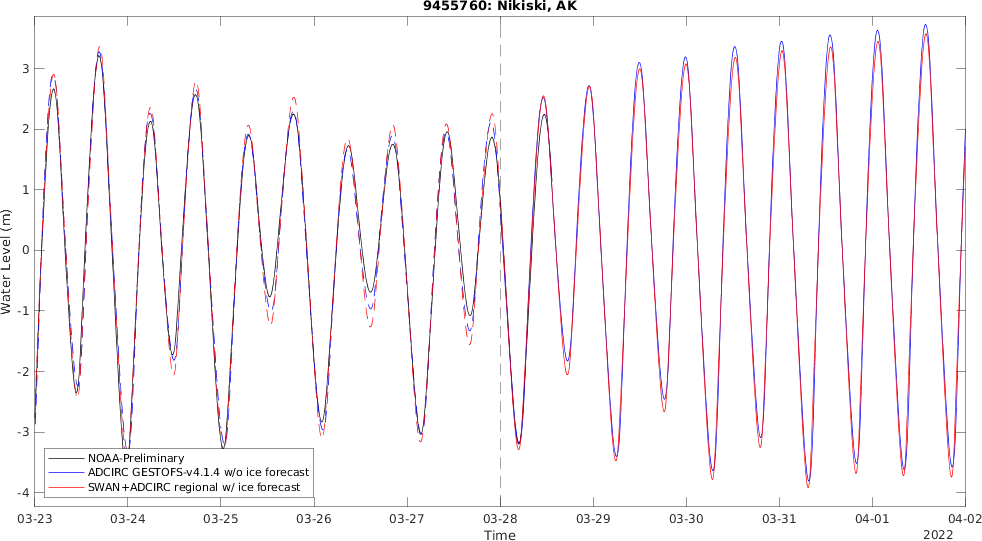 9455760: Nikiski, AK
3
2
1
0
-1
-2
-3
-4
Water Level (m)
NOAA-Preliminary
ADCIRC GESTOFS-v4.1.4 w/o ice forecast
SWAN+ADCIRC regional w/ ice forecast
03-23 03-24 03-25 03-26 03-27 03-28 03-29 03-30 03-31 04-01 04-02
Time
2022